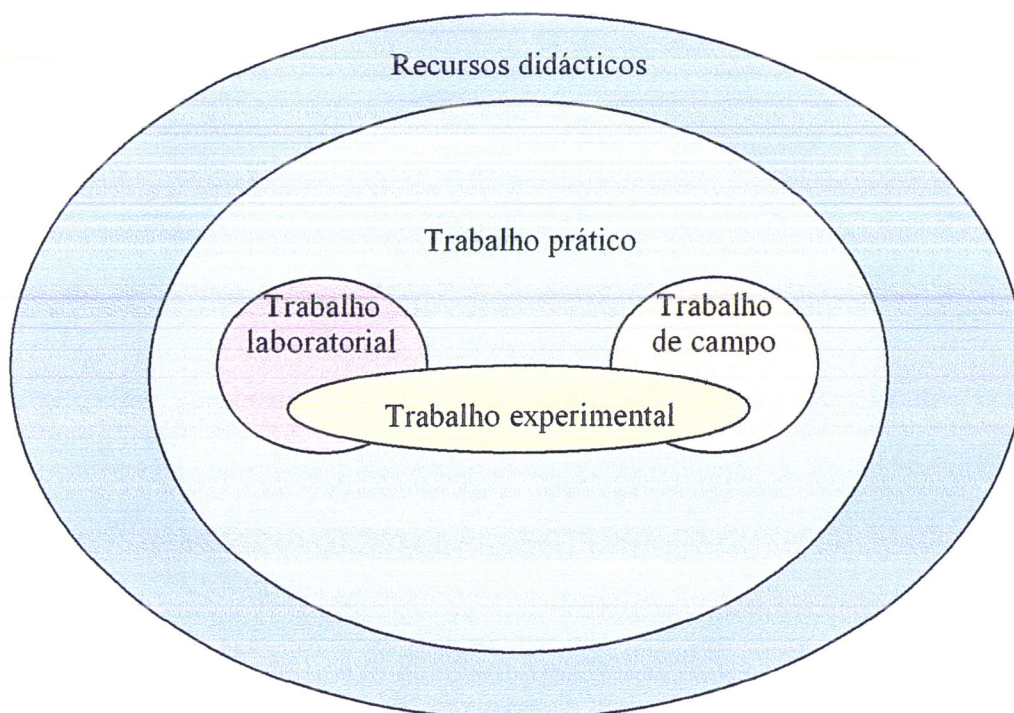 Recursos didácticos
Trabalho prático
Trabalho
laboratorial
Trabalho
de campo
Trabalho experimental